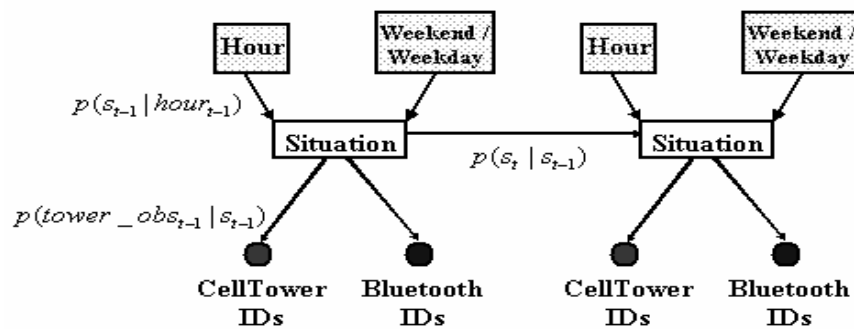 Hour
Weekend /
Weekday
Hour
Weekend /
Weekday
p(s_{t-1}|hour_{t-1})
Situation
p(s_t | s_{t-1})
Situation
p(tower_obs_{t-1}|s_{t-1})
CellTower
IDs
Bluetooth
IDs
CellTower
IDs
Bluetooth
IDs